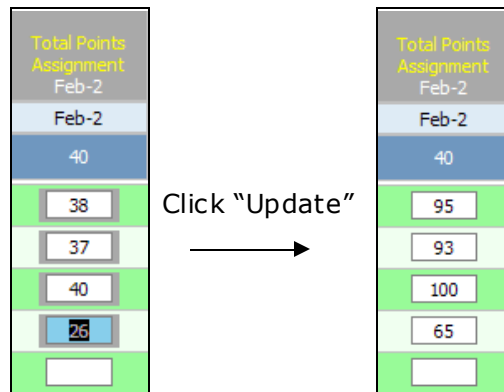 Total Points
Assignment
Feb-2
Feb-2
40
38
37
40
26
Click “Update”
Total Points
Assignment
Feb-2
Feb-2
40
95
93
100
65